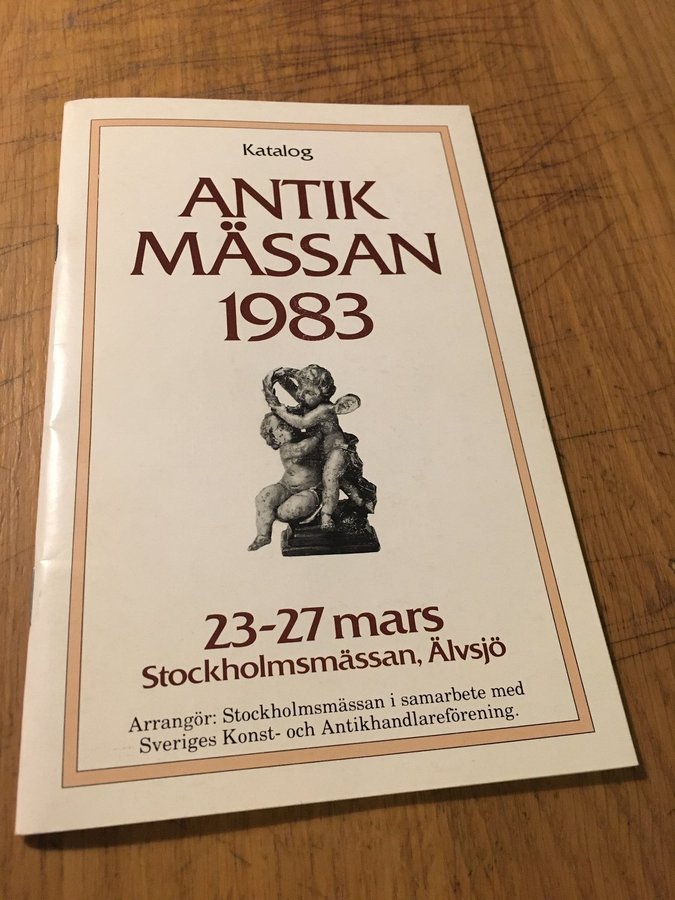 Katalog
ANTIK
MÄSSAN
1983
23-27 mars
Stockholmsmässan, Älvsjö
Arrangör: Stockholmsmässan i samarbete med
Sveriges Konst- och Antikhandlareförening.